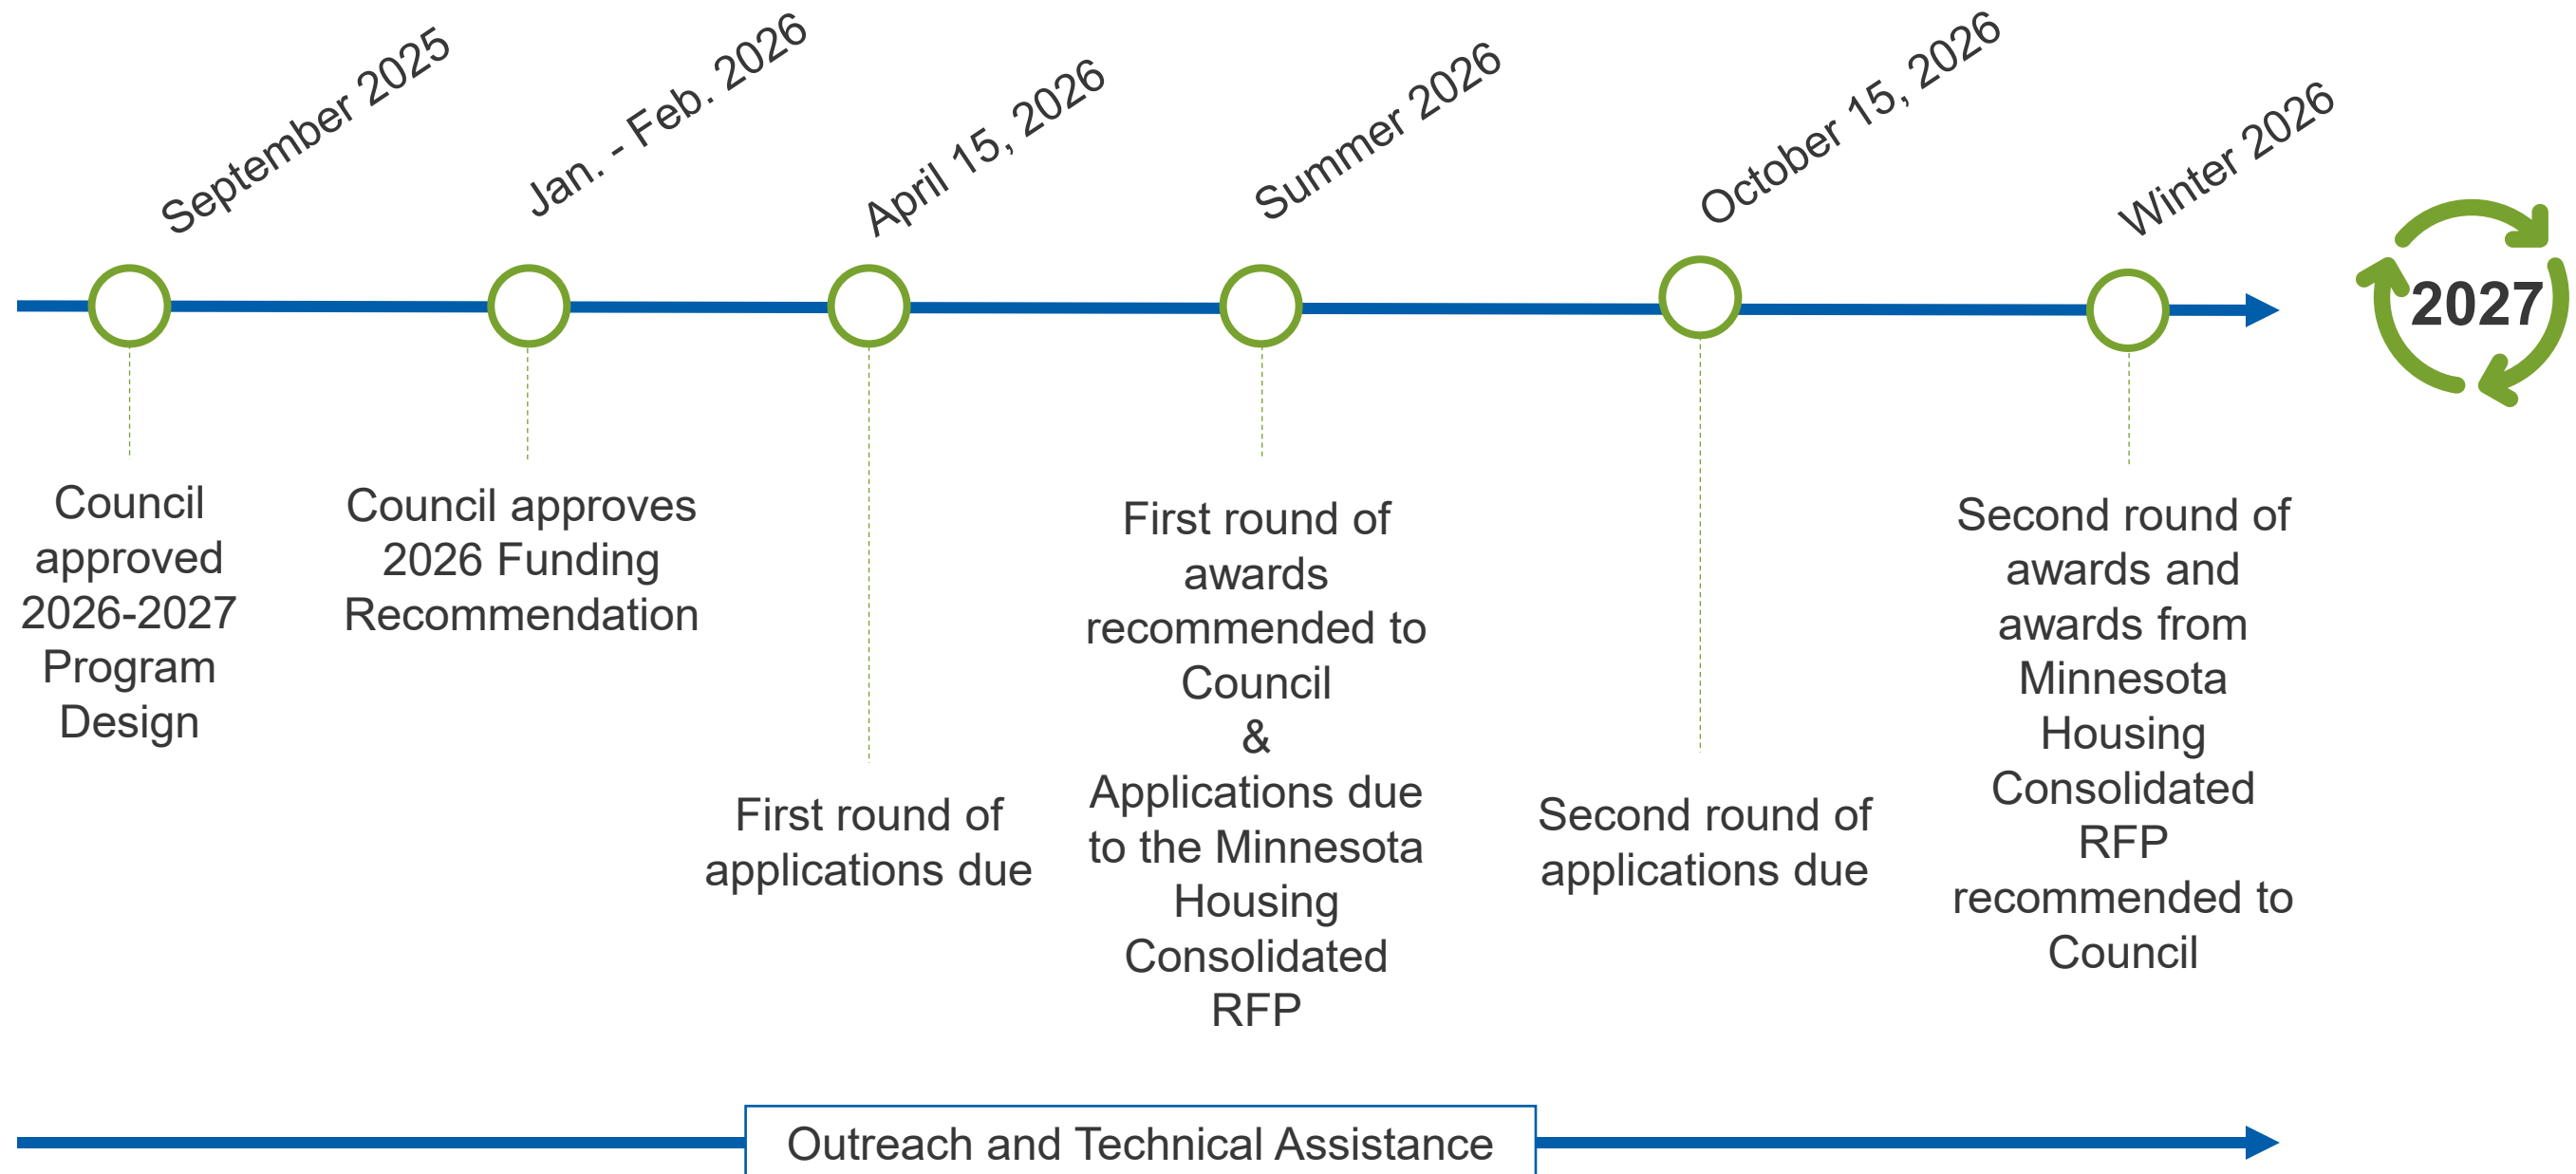 September 2025
Jan. - Feb. 2026
April 15, 2026
Summer 2026
October 15, 2026
Winter 2026
2027
Council
approved
2026-2027
Program
Design
Council approves
2026 Funding
Recommendation
First round of
applications due
First round of
awards
recommended to
Council
&
Applications due
to the Minnesota
Housing
Consolidated
RFP
Second round of
applications due
Second round of
awards and
awards from
Minnesota
Housing
Consolidated
RFP
recommended to
Council
Outreach and Technical Assistance